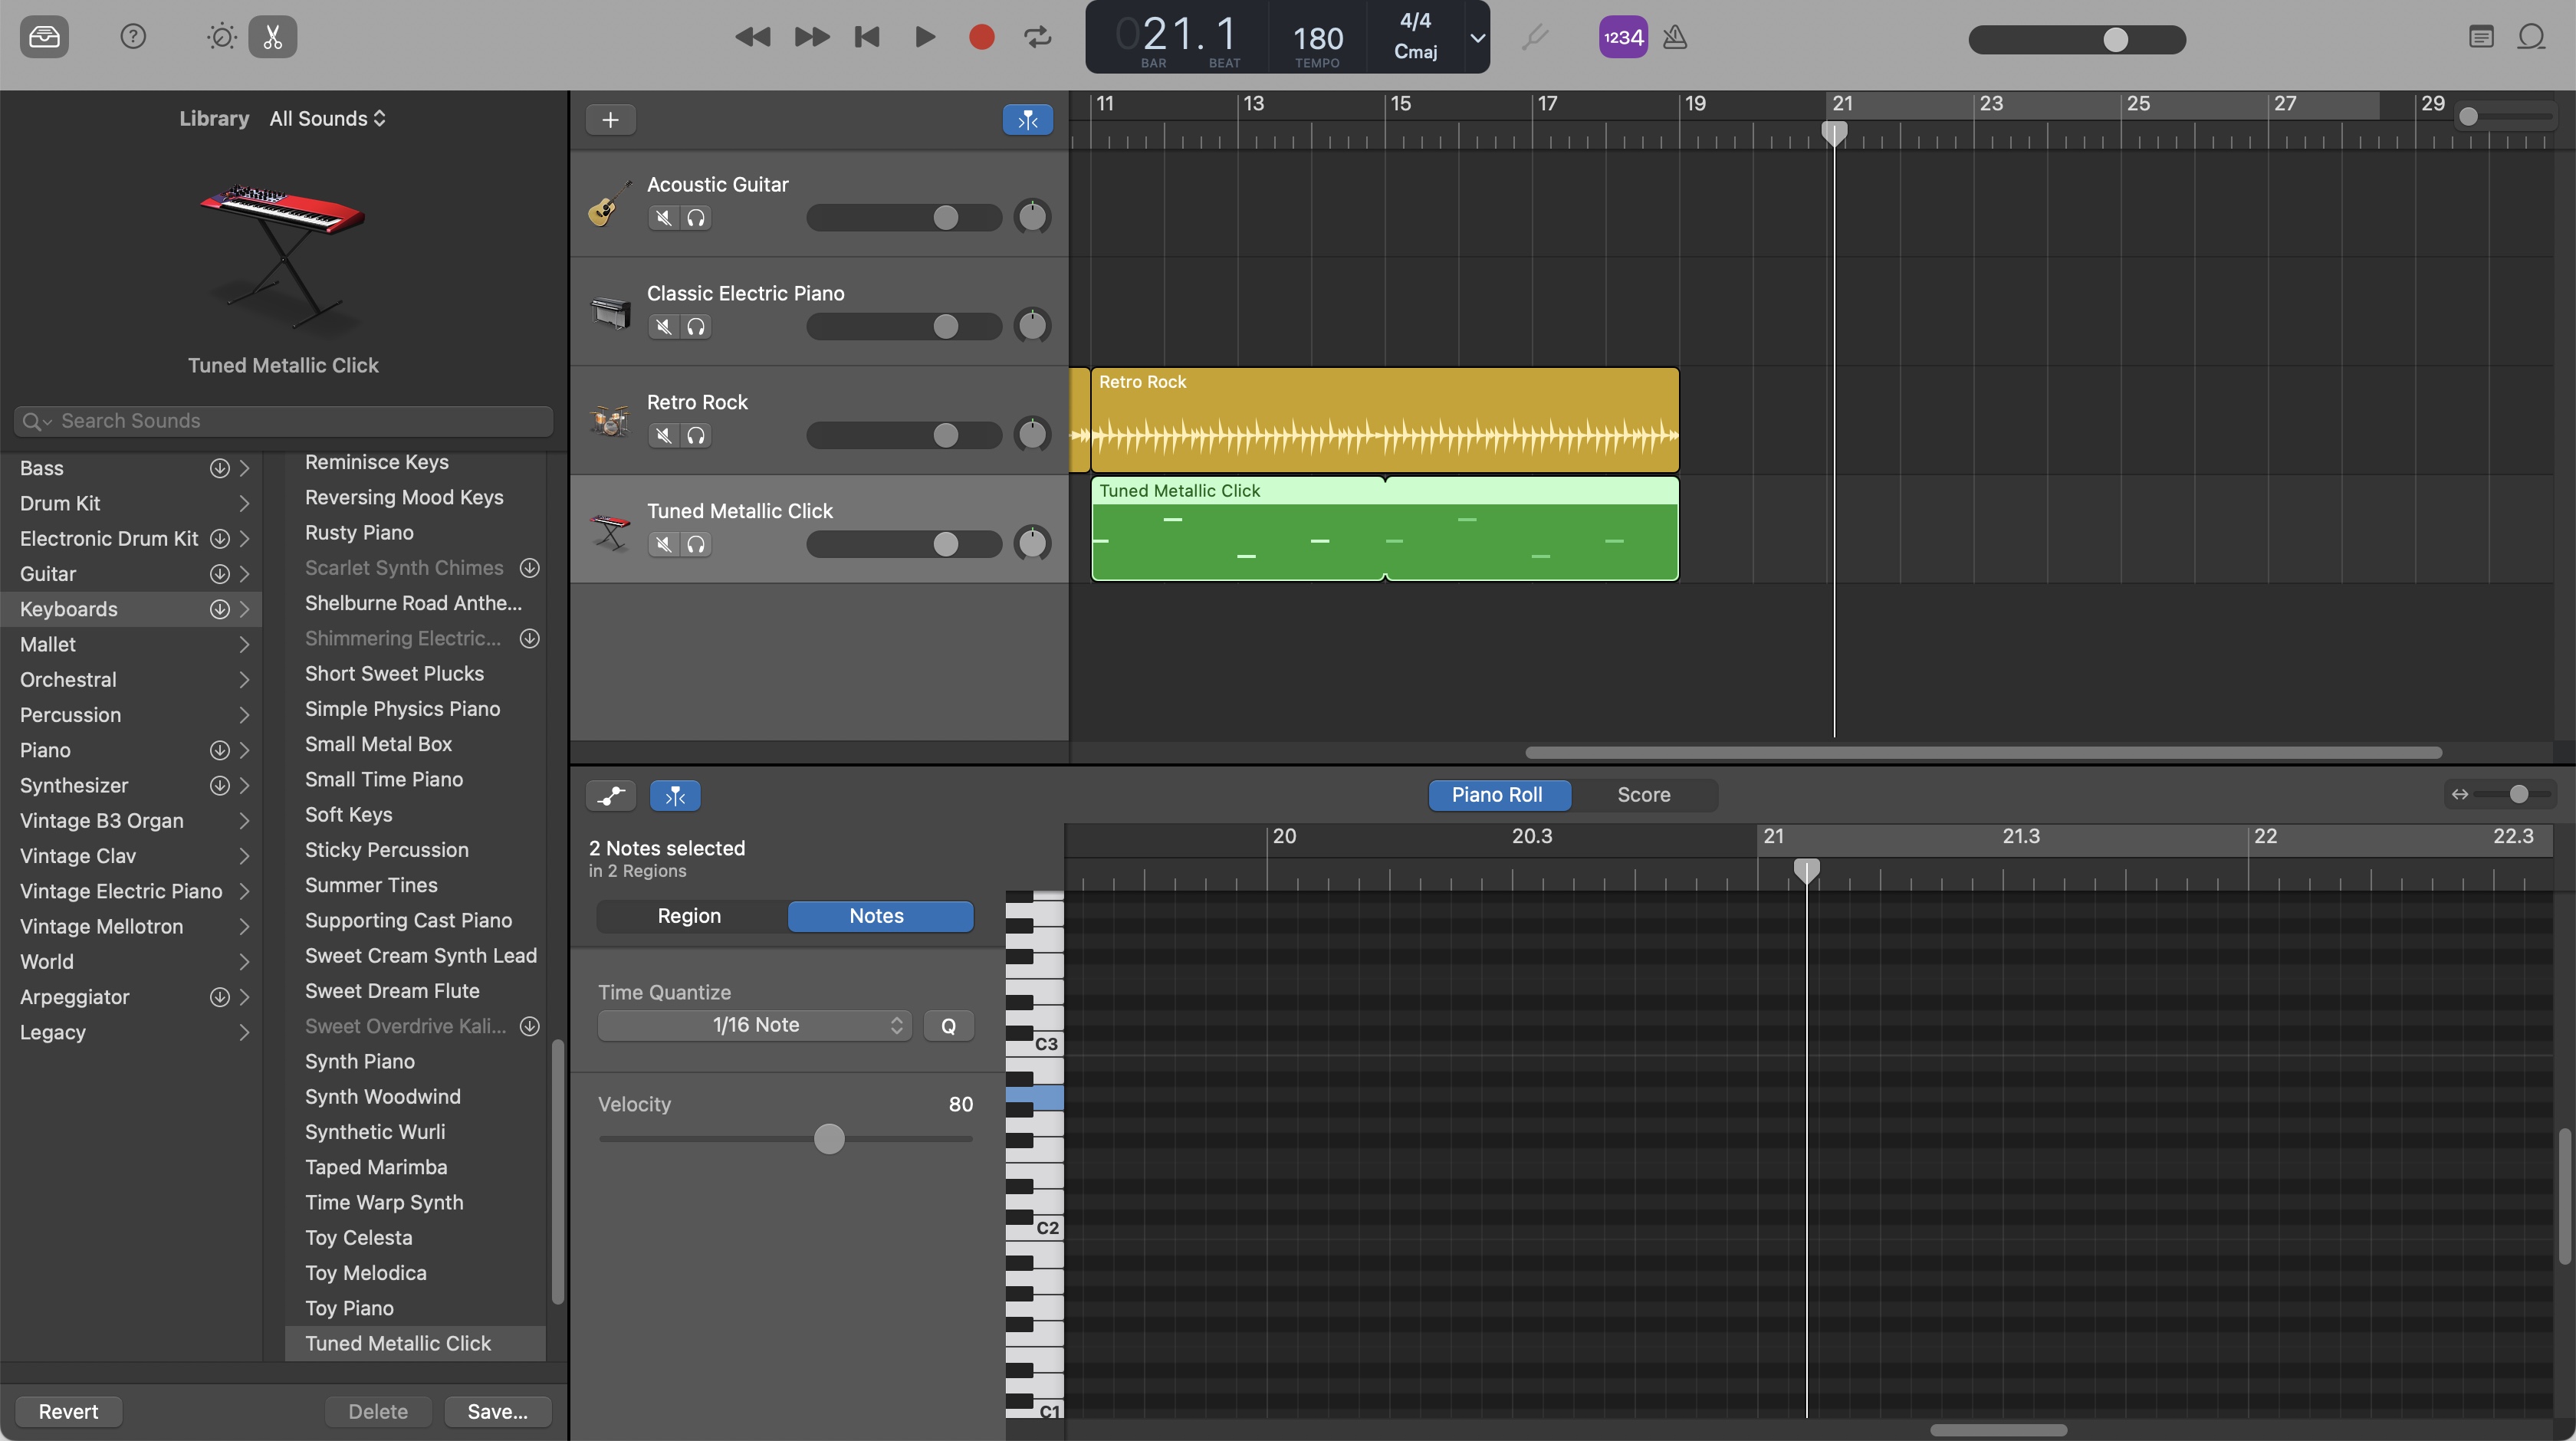 021.1
BAR
BEAT
180
TEMPO
4/4
Cmaj
1234
Library
All Sounds
Tuned Metallic Click
Search Sounds
Bass
Drum Kit
Electronic Drum Kit
Guitar
Keyboards
Mallet
Orchestral
Percussion
Piano
Synthesizer
Vintage B3 Organ
Vintage Clav
Vintage Electric Piano
Vintage Mellotron
World
Arpeggiator
Legacy
Reminisce Keys
Reversing Mood Keys
Rusty Piano
Scarlet Synth Chimes
Shelburne Road Anthe...
Shimmering Electric...
Short Sweet Plucks
Simple Physics Piano
Small Metal Box
Small Time Piano
Soft Keys
Sticky Percussion
Summer Tines
Supporting Cast Piano
Sweet Cream Synth Lead
Sweet Dream Flute
Sweet Overdrive Kali...
Synth Piano
Synth Woodwind
Synthetic Wurli
Taped Marimba
Time Warp Synth
Toy Celesta
Toy Melodica
Toy Piano
Tuned Metallic Click
Revert
Delete
Save...
11
13
15
17
19
21
23
25
27
29
Acoustic Guitar
Classic Electric Piano
Retro Rock
Tuned Metallic Click
Retro Rock
Tuned Metallic Click
Piano Roll
Score
2 Notes selected
in 2 Regions
Region
Notes
Time Quantize
1/16 Note
Q
Velocity
80
20
20.3
21
21.3
22
22.3
C3
C2
C1